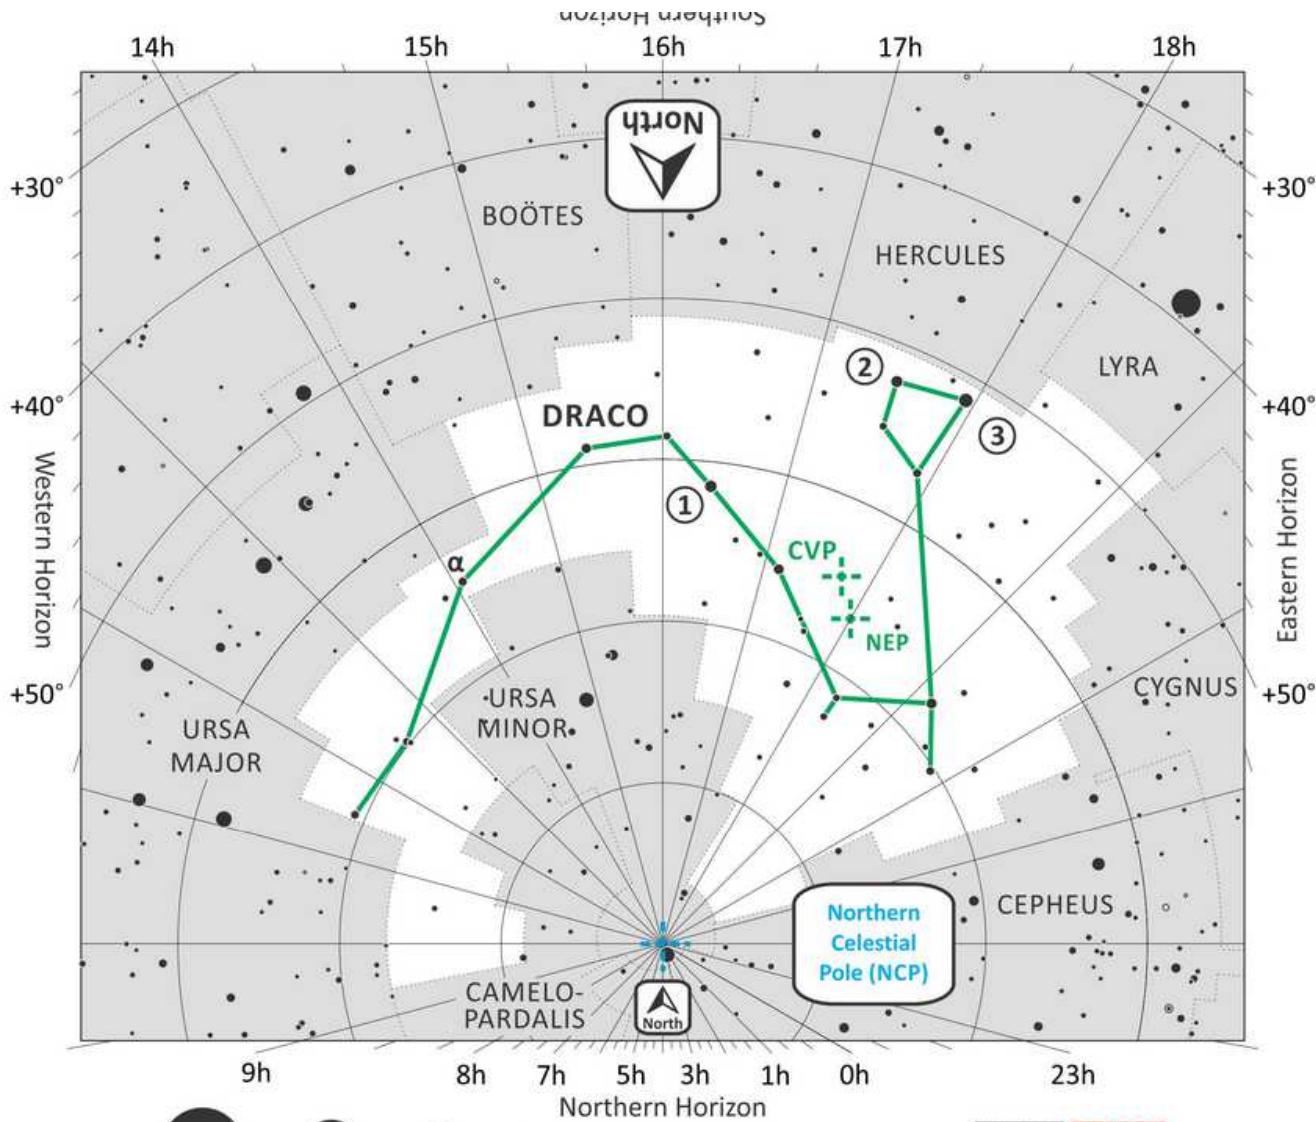 Southern Horizon
14h 15h 16h 17h 18h
North
+30° +30°
BOÖTES
HERCULES
LYRA
②
DRACO
③
+40° +40°
①
α
CVP
NEP
Western Horizon
Eastern Horizon
URSA
MINOR
CYGNUS
+50° +50°
URSA
MAJOR
CEPHEUS
Northern
Celestial
Pole (NCP)
CAMELO-
PARDALIS
North
9h 8h 7h 5h 3h 1h 0h 23h
Northern Horizon